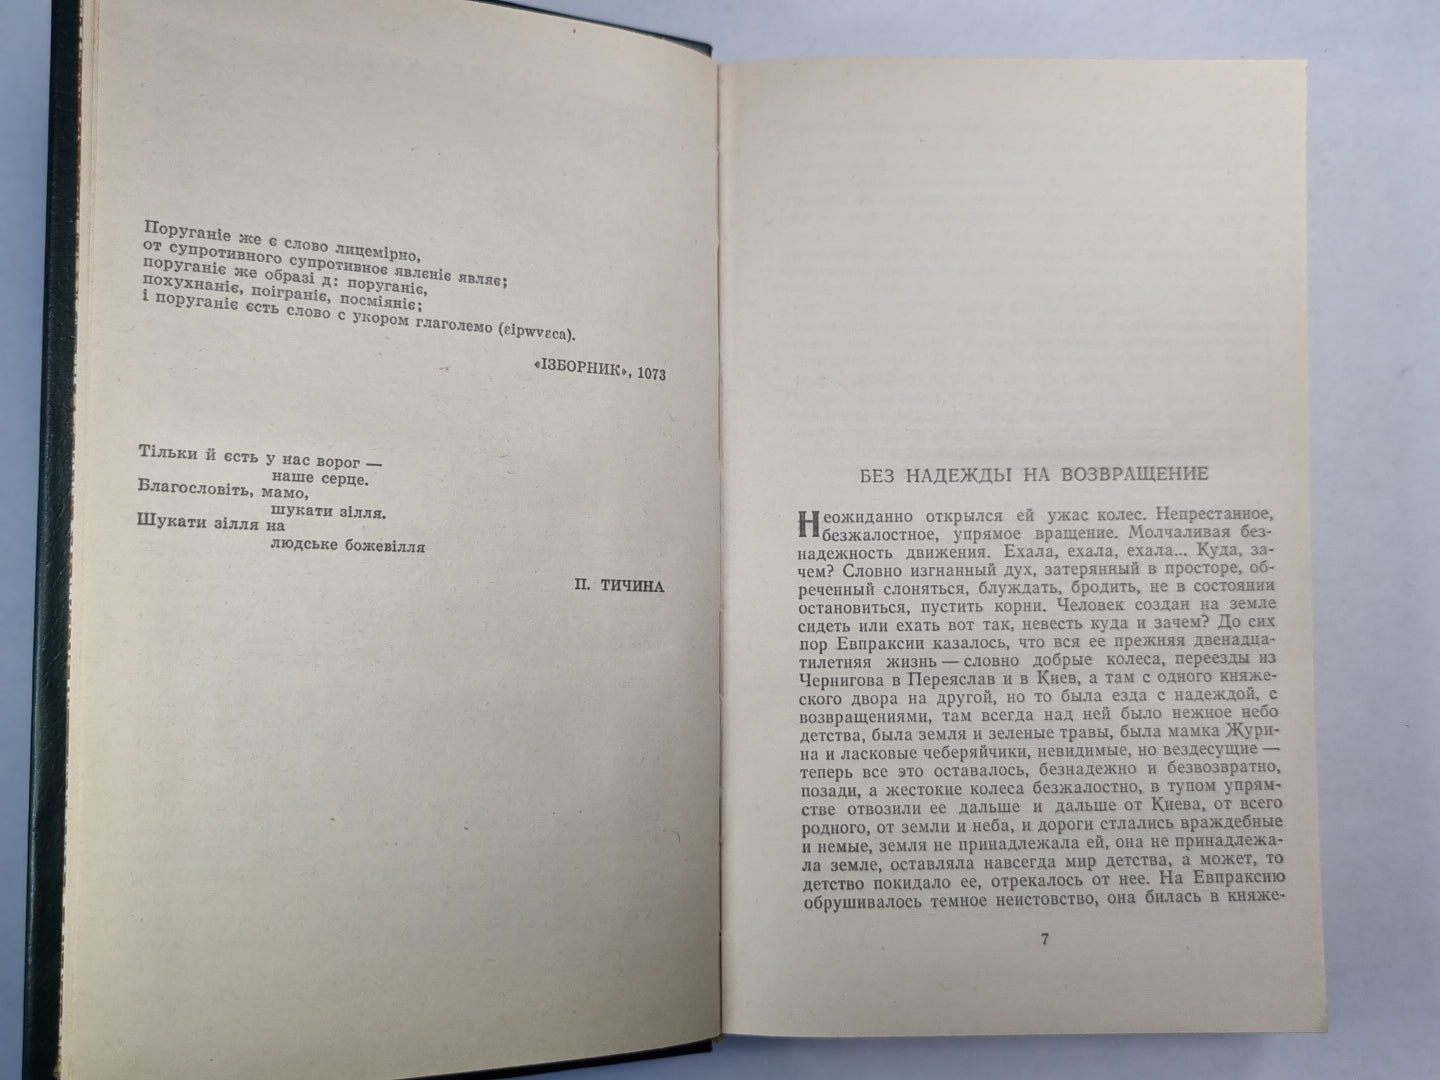 Поруганіе же є слово лицемірно,
от супротивного супротивноє явлєніє являє;
поруганіє же образі д: поруганіє,
похухнаніє, поіграніє, посміяніє;
і поруганіє єсть слово с укором глаголемо (εірwνεса).
«ІЗБОРНИК», 1073
Тільки й єсть у нас ворог —
наше серце.
Благословіть, мамо,
шукати зілля.
Шукати зілля на
людське божевілля
П. ТИЧИНА
БЕЗ НАДЕЖДЫ НА ВОЗВРАЩЕНИЕ
Неожиданно открылся ей ужас колес. Непрестанное,
безжалостное, упрямое вращение. Молчаливая без-
надежность движения. Ехала, ехала, ехала... Куда, за-
чем? Словно изгнанный дух, затерянный в просторе, об-
реченный слоняться, блуждать, бродить, не в состоянии
остановиться, пустить корни. Человек создан на земле
сидеть или ехать вот так, невесть куда и зачем? До сих
пор Евпраксии казалось, что вся ее прежняя двенадца-
тилетняя жизнь — словно добрые колеса, переезды из
Чернигова в Переяслав и в Киев, а там с одного княже-
ского двора на другой, но то была езда с надеждой, с
возвращениями, там всегда над ней было нежное небо
детства, была земля и зеленые травы, была мамка Жури-
на и ласковые чеберяйчики, невидимые, но вездесущие —
теперь все это оставалось, безнадежно и безвозвратно,
позади, а жестокие колеса безжалостно, в тупом упрям-
стве отвозили ее дальше и дальше от Киева, от всего
родного, от земли и неба, и дороги стлались враждебные
и немые, земля не принадлежала ей, она не принадлежа-
ла земле, оставляла навсегда мир детства, а может, то
детство покидало ее, отрекалось от нее. На Евпраксию
обрушивалось темное неистовство, она билась в княже-
7